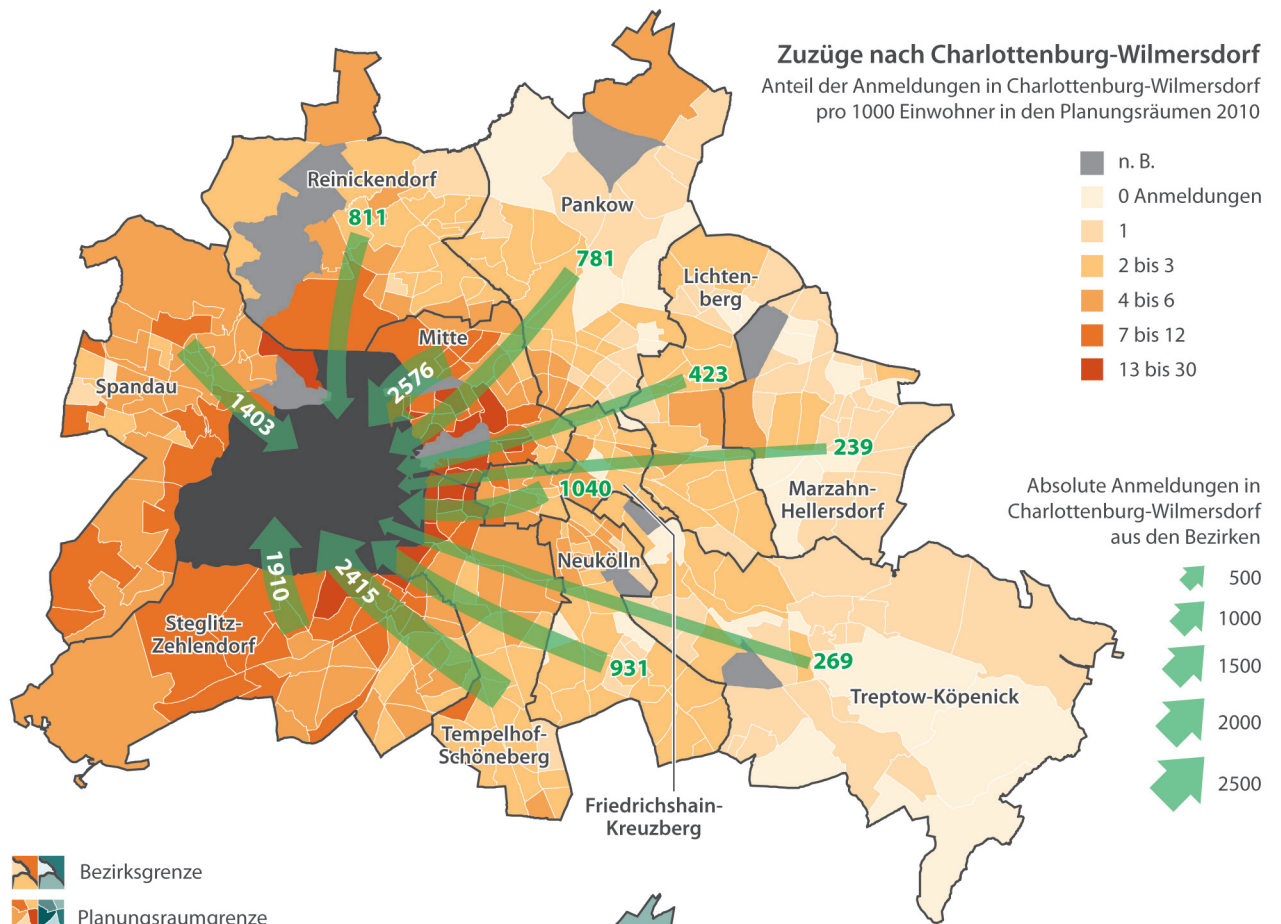 Zuzüge nach Charlottenburg-Wilmersdorf
Anteil der Anmeldungen in Charlottenburg-Wilmersdorf
pro 1000 Einwohner in den Planungsräumen 2010
n. B.
0 Anmeldungen
1
2 bis 3
4 bis 6
7 bis 12
13 bis 30
Reinickendorf
811
Pankow
781
Lichten-
berg
423
Mitte
2576
Spandau
1403
239
Marzahn-
Hellersdorf
1040
Neukölln
1910
2415
Steglitz-
Zehlendorf
931
269
Treptow-Köpenick
Tempelhof-
Schöneberg
Friedrichshain-
Kreuzberg
Absolute Anmeldungen in
Charlottenburg-Wilmersdorf
aus den Bezirken
500
1000
1500
2000
2500
Bezirksgrenze
Planungsraumgrenze